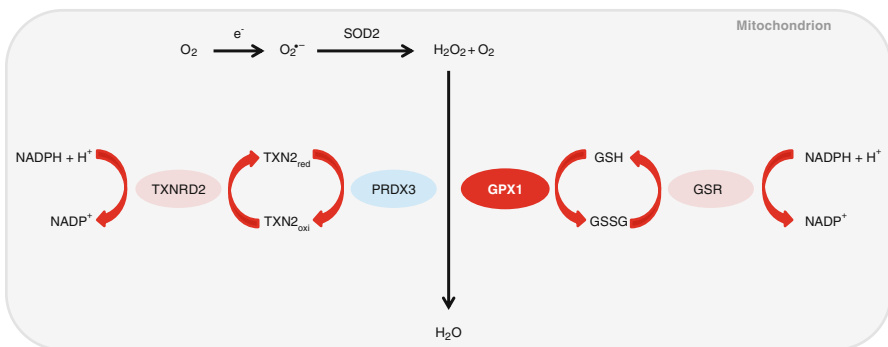 Mitochondrion
e⁻ SOD2
O₂ O₂•⁻ H₂O₂ + O₂
NADPH + H⁺ TXN2red GSH NADPH + H⁺
TXNRD2 PRDX3 GPX1 GSR
NADP⁺ TXN2oxi GSSG NADP⁺
H₂O